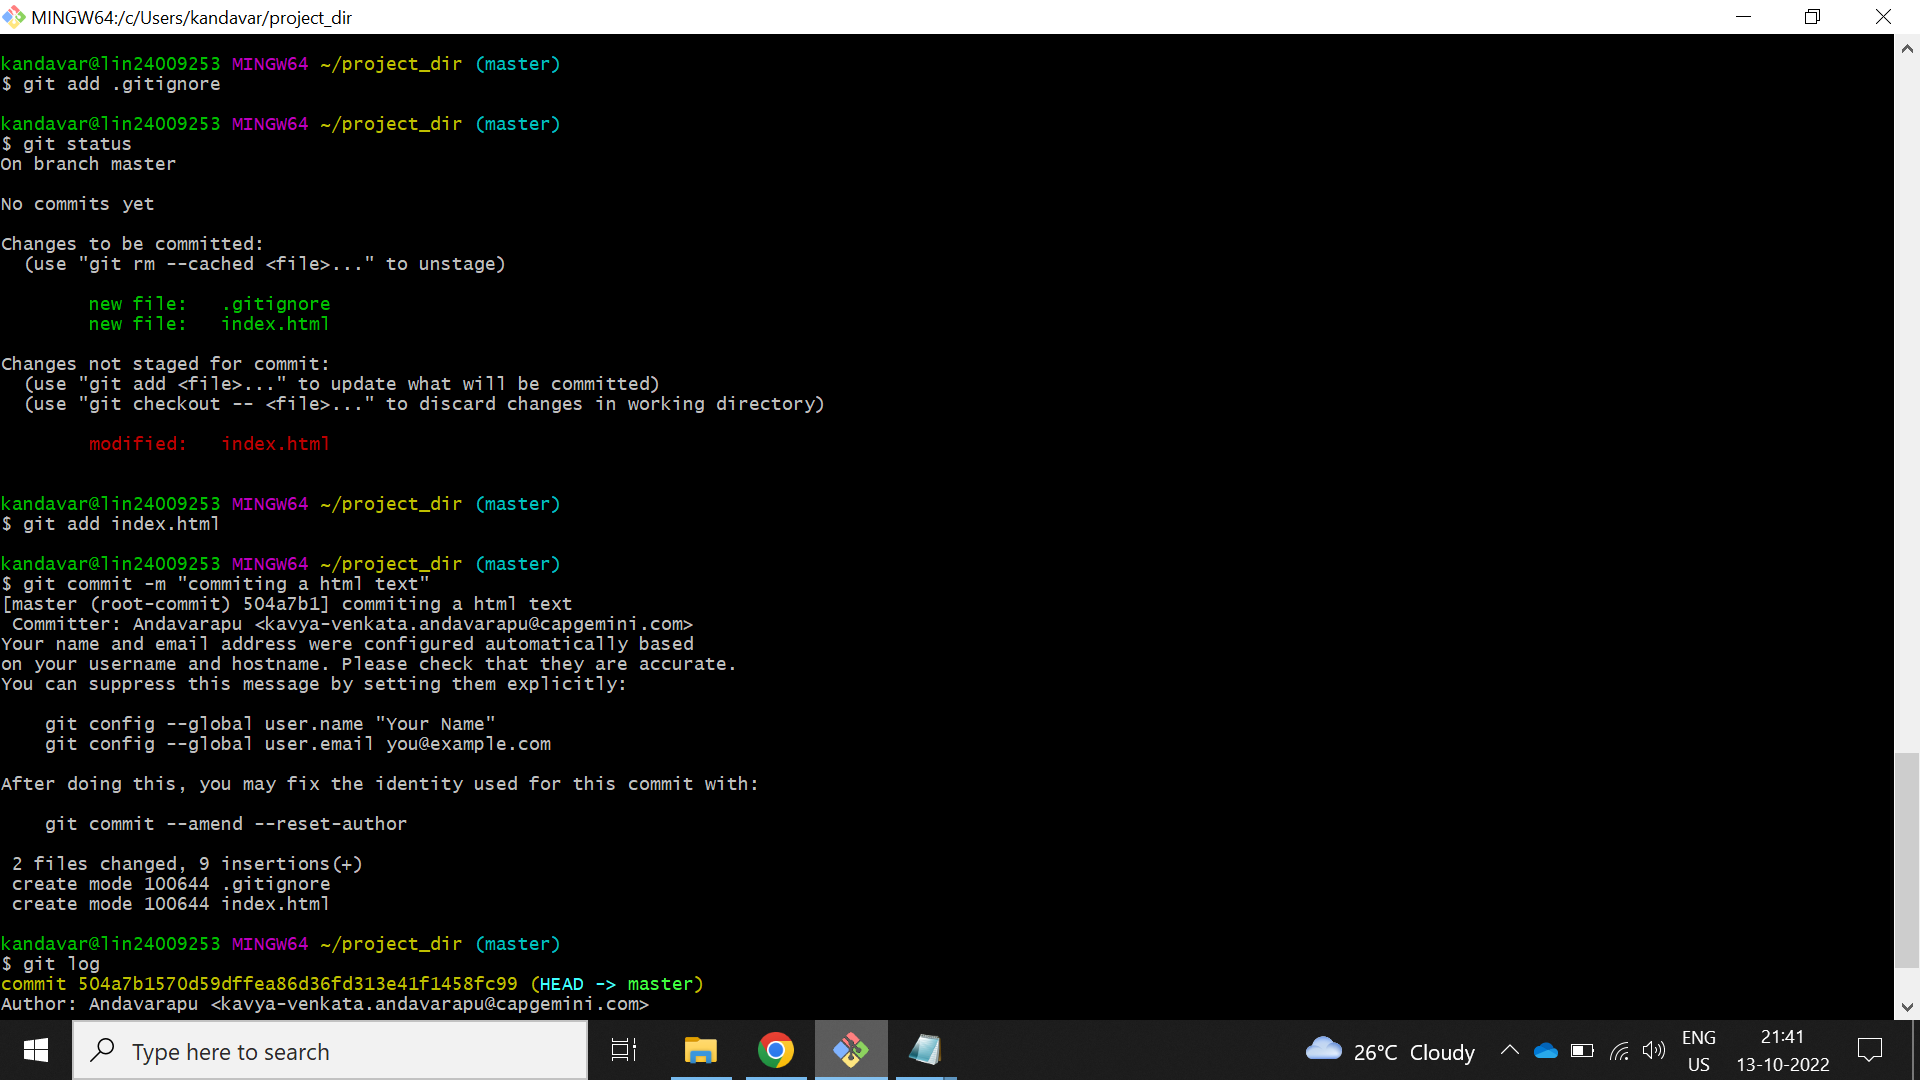 MINGW64:/c/Users/kandavar/project_dir
kandavar@lin24009253 MINGW64 ~/project_dir (master)
$ git add .gitignore
kandavar@lin24009253 MINGW64 ~/project_dir (master)
$ git status
On branch master
No commits yet
Changes to be committed:
  (use "git rm --cached <file>..." to unstage)
        new file:   .gitignore
        new file:   index.html
Changes not staged for commit:
  (use "git add <file>..." to update what will be committed)
  (use "git checkout -- <file>..." to discard changes in working directory)
        modified:   index.html
kandavar@lin24009253 MINGW64 ~/project_dir (master)
$ git add index.html
kandavar@lin24009253 MINGW64 ~/project_dir (master)
$ git commit -m "commiting a html text"
[master (root-commit) 504a7b1] commiting a html text
 Committer: Andavarapu <kavya-venkata.andavarapu@capgemini.com>
Your name and email address were configured automatically based
on your username and hostname. Please check that they are accurate.
You can suppress this message by setting them explicitly:
    git config --global user.name "Your Name"
    git config --global user.email you@example.com
After doing this, you may fix the identity used for this commit with:
    git commit --amend --reset-author
 2 files changed, 9 insertions(+)
 create mode 100644 .gitignore
 create mode 100644 index.html
kandavar@lin24009253 MINGW64 ~/project_dir (master)
$ git log
commit 504a7b1570d59dffea86d36fd313e41f1458fc99 (HEAD -> master)
Author: Andavarapu <kavya-venkata.andavarapu@capgemini.com>
Type here to search
26°C Cloudy
ENG
US
21:41
13-10-2022